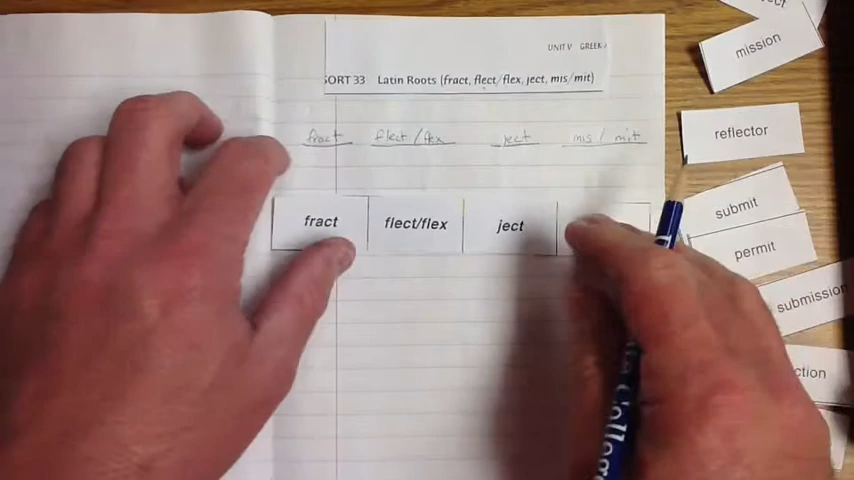 UNIT V GREEK
SORT 33 Latin Roots (fract, flect/flex, ject, mis/mit)
fract flect/flex ject mis/mit
fract flect/flex ject
mission
reflector
submit
permit
submission